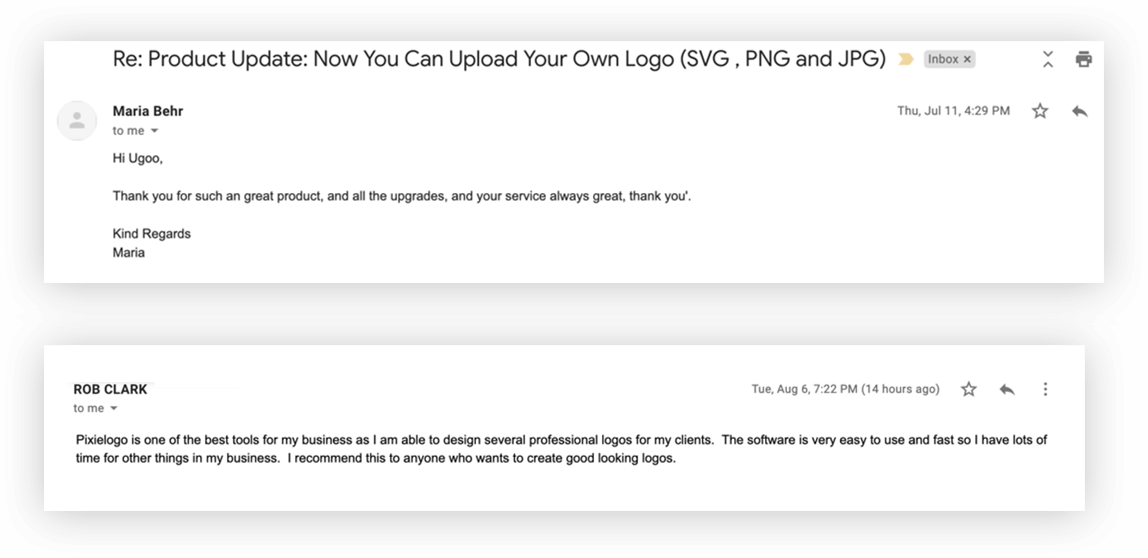 Re: Product Update: Now You Can Upload Your Own Logo (SVG , PNG and JPG) Inbox ×
Maria Behr Thu, Jul 11, 4:29 PM
to me
Hi Ugoo,
Thank you for such an great product, and all the upgrades, and your service always great, thank you'.
Kind Regards
Maria
ROB CLARK Tue, Aug 6, 7:22 PM (14 hours ago)
to me
Pixielogo is one of the best tools for my business as I am able to design several professional logos for my clients.  The software is very easy to use and fast so I have lots of
time for other things in my business.  I recommend this to anyone who wants to create good looking logos.